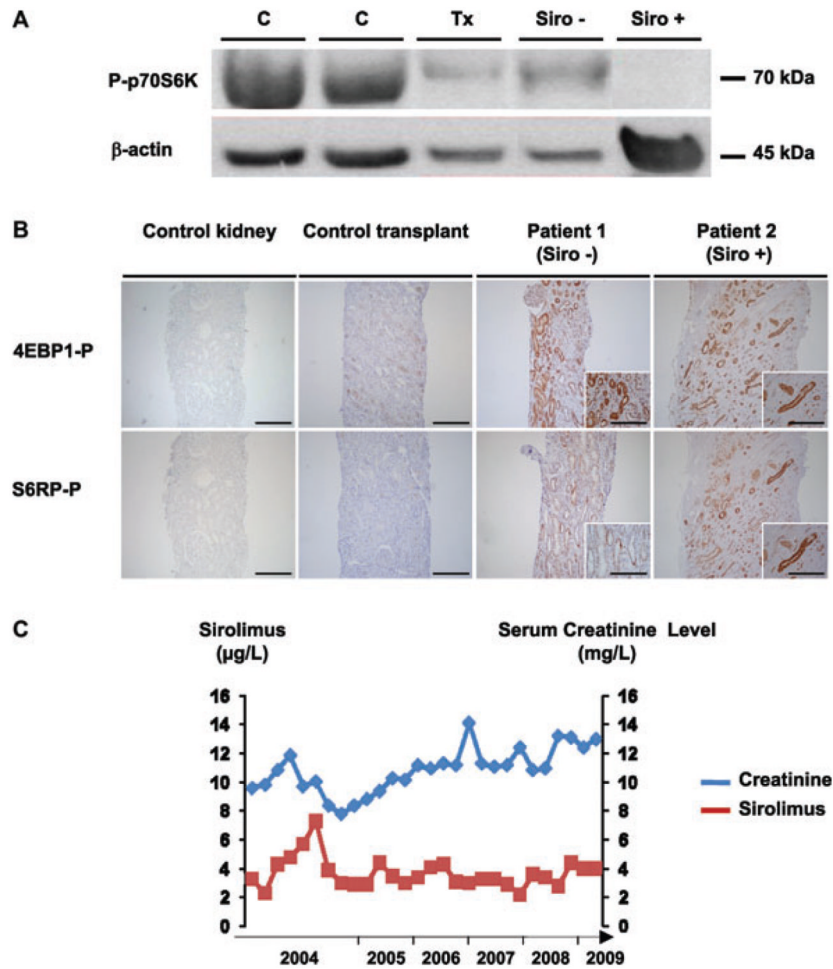 A
C C Tx Siro - Siro +
P-p70S6K
70 kDa
β-actin
45 kDa
B
Control kidney Control transplant Patient 1 (Siro -) Patient 2 (Siro +)
4EBP1-P
S6RP-P
C
Sirolimus (µg/L)
Serum Creatinine Level (mg/L)
16 16
14 14
12 12
10 10
8 8
6 6
4 4
2 2
0 0
Creatinine
Sirolimus
2004 2005 2006 2007 2008 2009